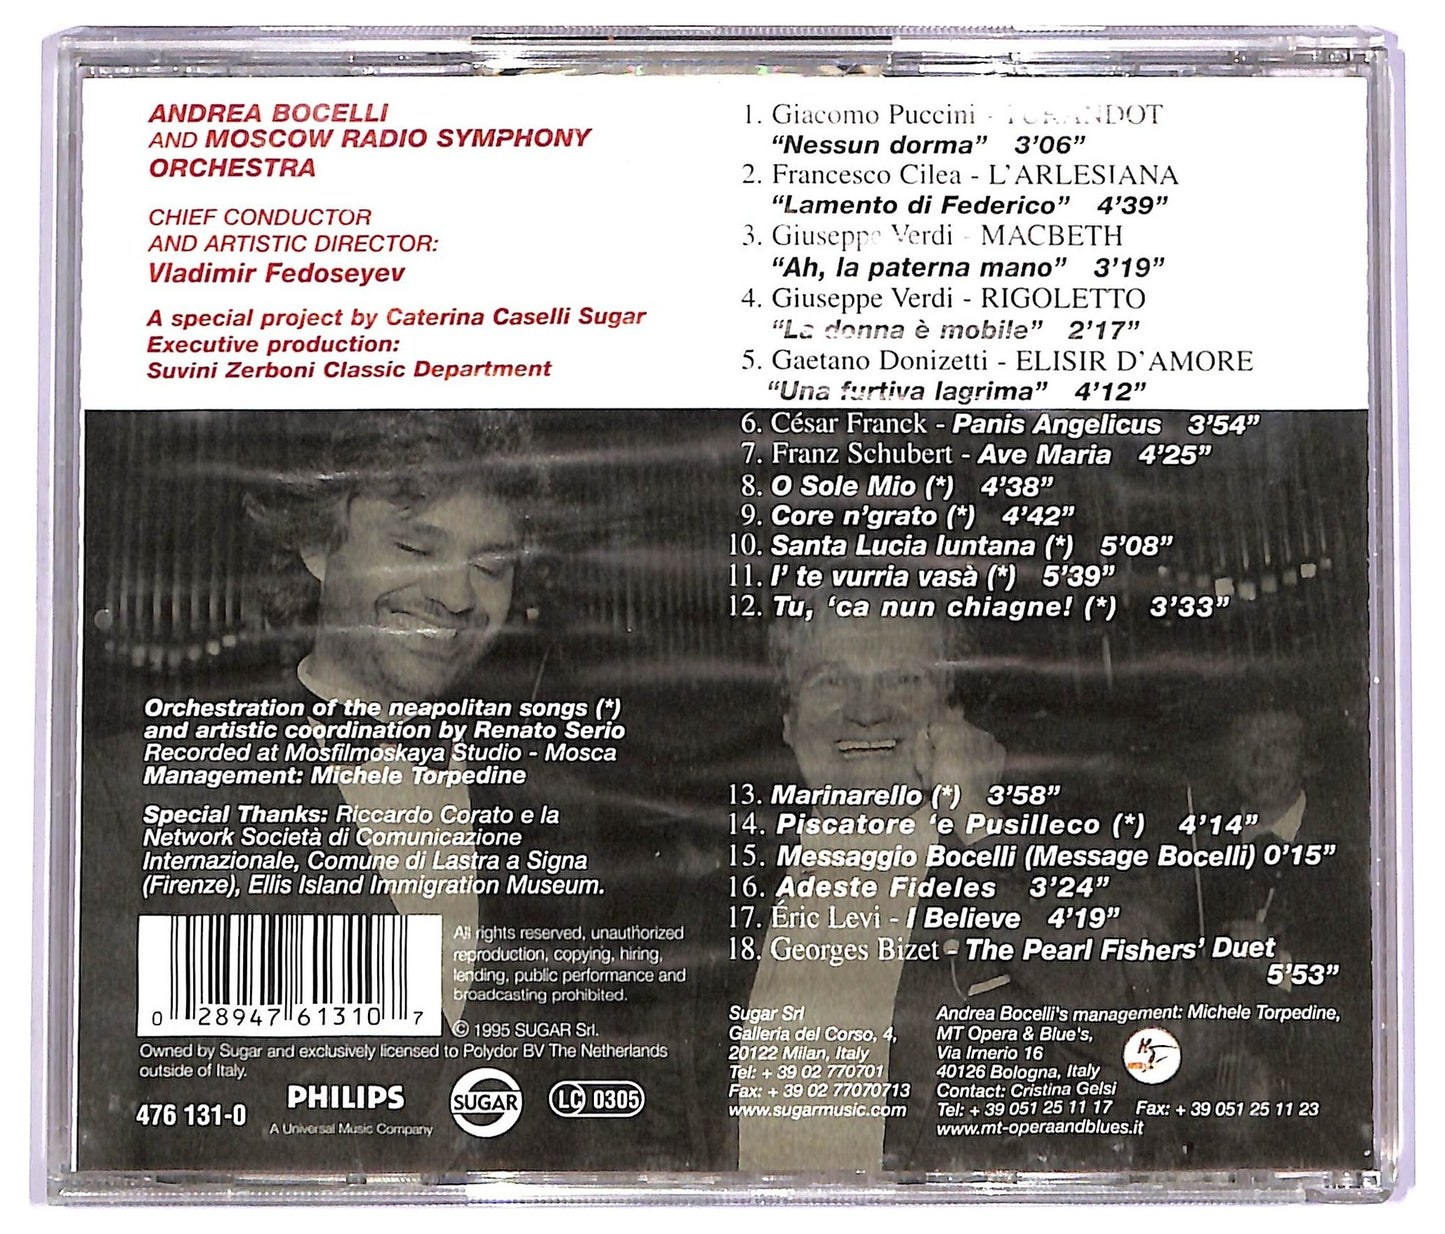 ANDREA BOCELLI
AND MOSCOW RADIO SYMPHONY
ORCHESTRA
CHIEF CONDUCTOR
AND ARTISTIC DIRECTOR:
Vladimir Fedoseyev
A special project by Caterina Caselli Sugar
Executive production:
Suvini Zerboni Classic Department
1. Giacomo Puccini - TURANDOT
“Nessun dorma” 3’06”
2. Francesco Cilea - L’ARLESIANA
“Lamento di Federico” 4’39”
3. Giuseppe Verdi - MACBETH
“Ah, la paterna mano” 3’19”
4. Giuseppe Verdi - RIGOLETTO
“La donna è mobile” 2’17”
5. Gaetano Donizetti - ELISIR D’AMORE
“Una furtiva lagrima” 4’12”
6. César Franck - Panis Angelicus 3’54”
7. Franz Schubert - Ave Maria 4’25”
8. O Sole Mio (*) 4’38”
9. Core n’grato (*) 4’42”
10. Santa Lucia luntana (*) 5’08”
11. I’ te vurria vasà (*) 5’39”
12. Tu, ‘ca nun chiagne! (*) 3’33”
Orchestration of the neapolitan songs (*)
and artistic coordination by Renato Serio
Recorded at Mosfilmoskaya Studio - Mosca
Management: Michele Torpedine
Special Thanks: Riccardo Corato e la
Network Società di Comunicazione
Internazionale, Comune di Lastra a Signa
(Firenze), Ellis Island Immigration Museum.
13. Marinarello (*) 3’58”
14. Piscatore ‘e Pusilleco (*) 4’14”
15. Messaggio Bocelli (Message Bocelli) 0’15”
16. Adeste Fideles 3’24”
17. Éric Levi - I Believe 4’19”
18. Georges Bizet - The Pearl Fishers’ Duet
5’53”
All rights reserved, unauthorized
reproduction, copying, hiring,
lending, public performance and
broadcasting prohibited.
0 28947 61310 7
© 1995 SUGAR Srl.
Owned by Sugar and exclusively licensed to Polydor BV The Netherlands
outside of Italy.
476 131-0
PHILIPS
A Universal Music Company
SUGAR
LC 0305
Sugar Srl
Galleria del Corso, 4,
20122 Milan, Italy
Tel: + 39 02 770701
Fax: + 39 02 77070713
www.sugarmusic.com
Andrea Bocelli's management: Michele Torpedine,
MT Opera & Blue's,
Via Irnerio 16
40126 Bologna, Italy
Contact: Cristina Gelsi
Tel: + 39 051 25 11 17 Fax: + 39 051 25 11 23
www.mt-operaandblues.it